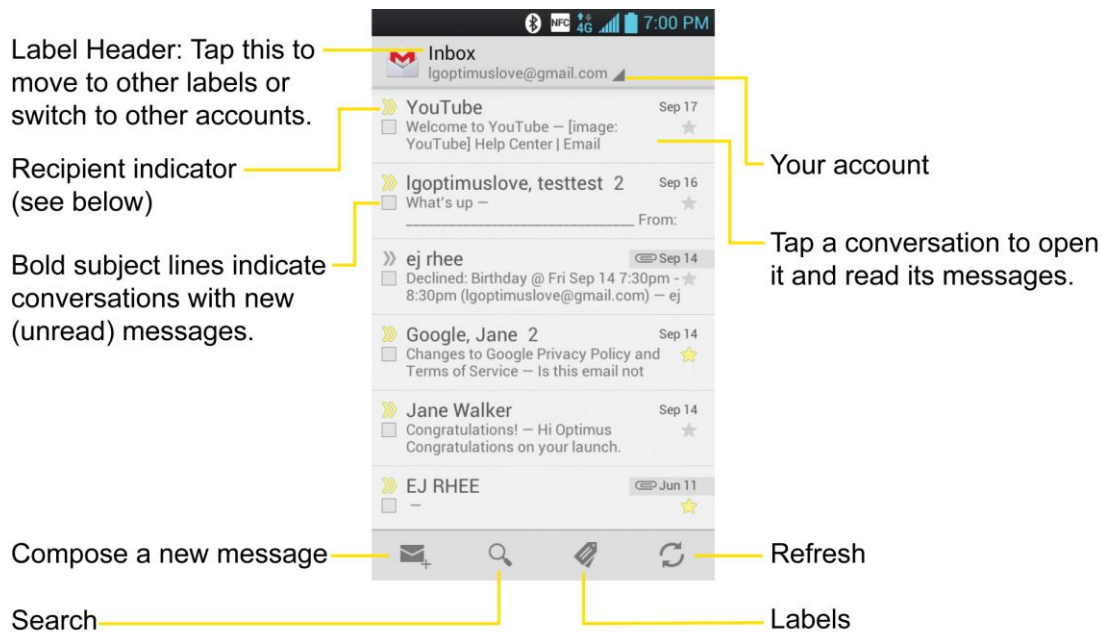 NFC 4G 7:00 PM
Label Header: Tap this to
move to other labels or
switch to other accounts.
Inbox
lgoptimuslove@gmail.com
YouTube Sep 17
Welcome to YouTube – [image:
YouTube] Help Center | Email
Recipient indicator
(see below)
Your account
lgoptimuslove, testtest 2 Sep 16
What's up –
______________________________ From:
Tap a conversation to open
it and read its messages.
Bold subject lines indicate
conversations with new
(unread) messages.
ej rhee Sep 14
Declined: Birthday @ Fri Sep 14 7:30pm -
8:30pm (lgoptimuslove@gmail.com) – ej
Google, Jane 2 Sep 14
Changes to Google Privacy Policy and
Terms of Service – Is this email not
Jane Walker Sep 14
Congratulations! – Hi Optimus
Congratulations on your launch.
EJ RHEE Jun 11
–
Compose a new message
Refresh
Search
Labels